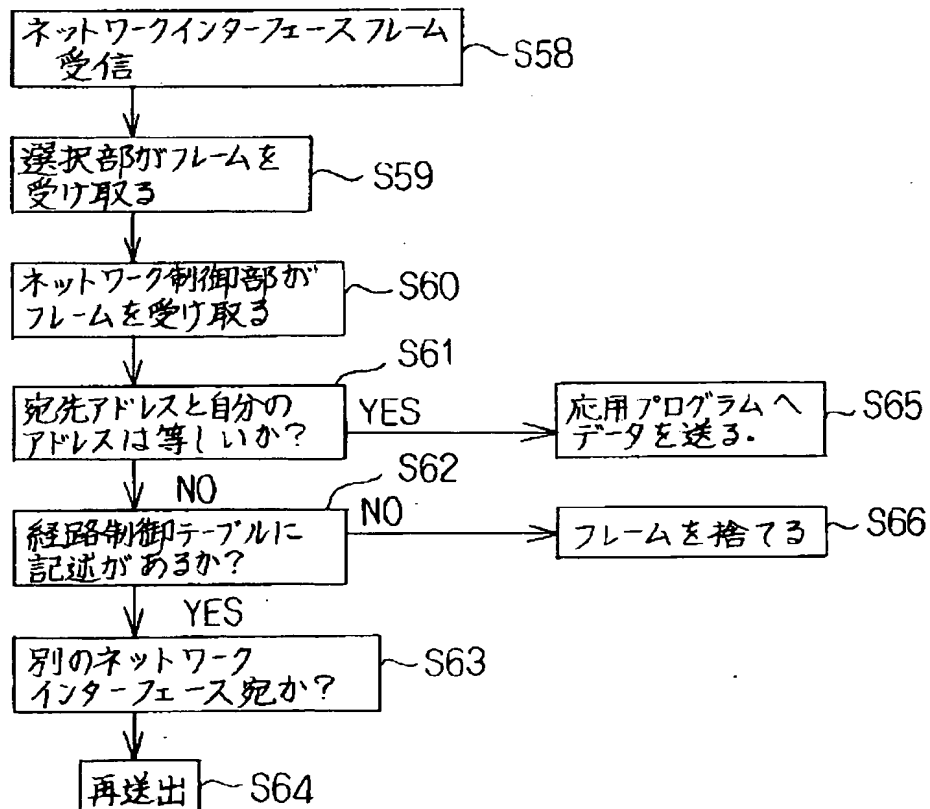 ネットワークインターフェースフレーム
受信
S58
選択部がフレームを
受け取る
S59
ネットワーク制御部が
フレームを受け取る
S60
S61
宛先アドレスと自分の
アドレスは等しいか?
YES
応用プログラムへ
データを送る.
S65
NO
S62
経路制御テーブルに
記述があるか?
NO
フレームを捨てる
S66
YES
別のネットワーク
インターフェース宛か?
S63
再送出
S64